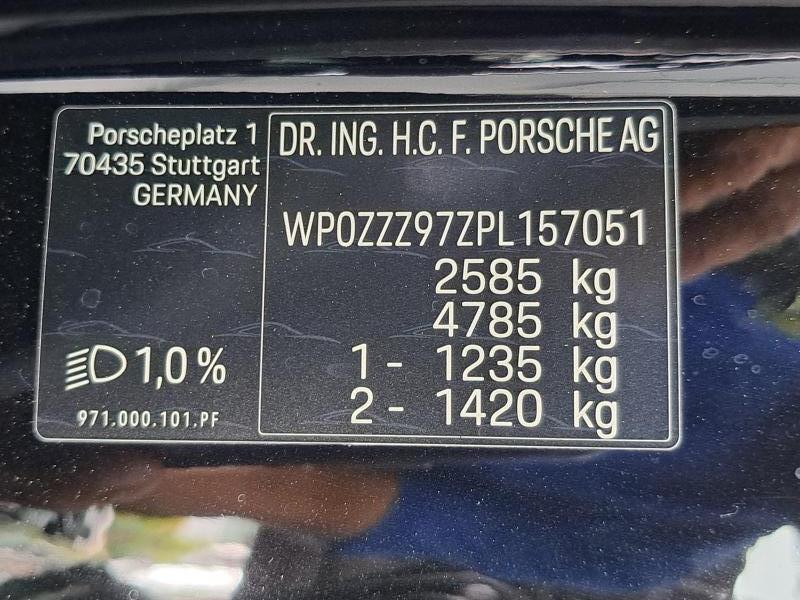 Porscheplatz 1
70435 Stuttgart
GERMANY
1,0 %
971.000.101.PF
DR. ING. H.C. F. PORSCHE AG
WP0ZZZ97ZPL157051
2585 kg
4785 kg
1 - 1235 kg
2 - 1420 kg